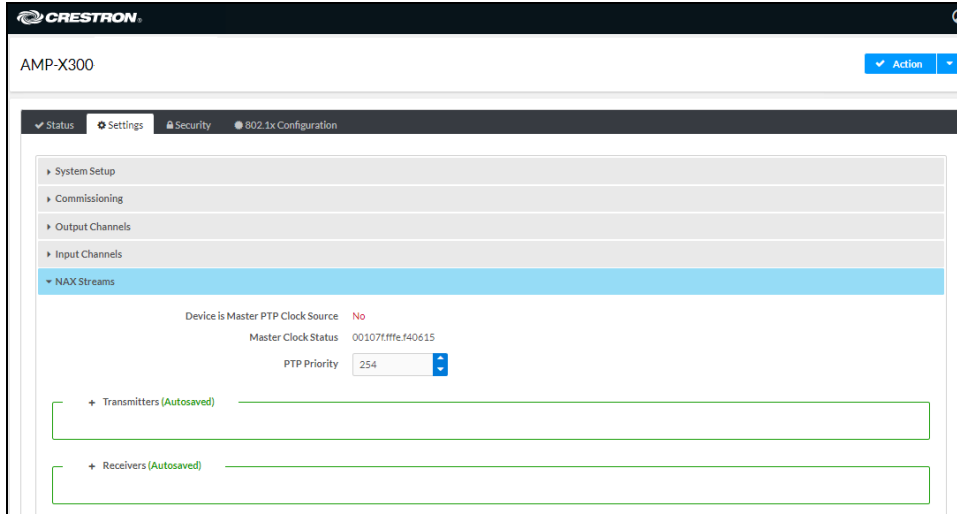 CRESTRON®
AMP-X300
Action
Status Settings Security 802.1x Configuration
System Setup
Commissioning
Output Channels
Input Channels
NAX Streams
Device is Master PTP Clock Source No
Master Clock Status 00107f.fffe.f40615
PTP Priority 254
+ Transmitters (Autosaved)
+ Receivers (Autosaved)